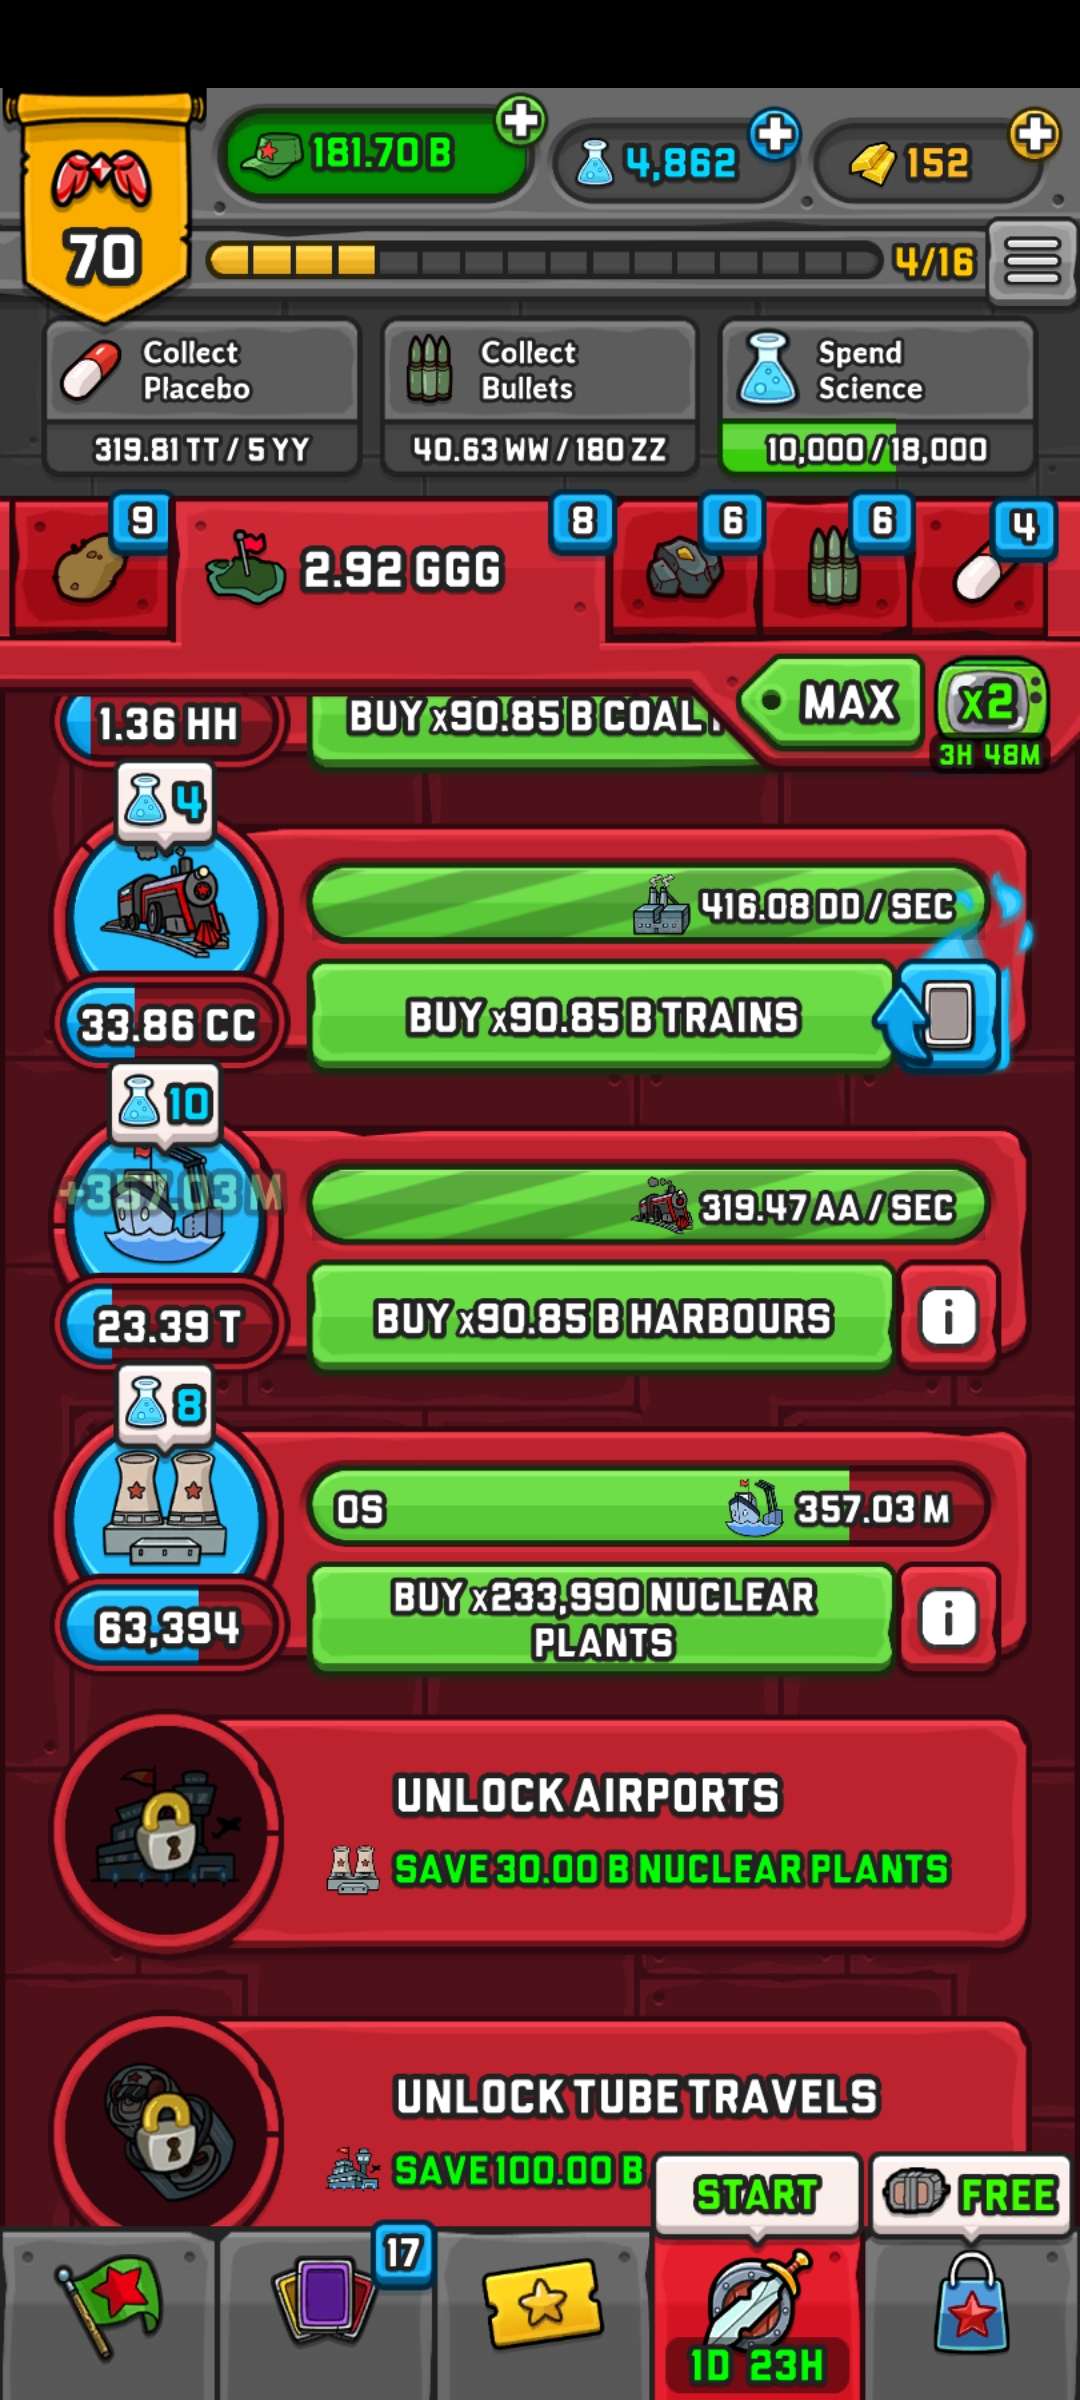 181.70 B
4,862
152
70
4/16
Collect
Placebo
319.81 TT / 5 YY
Collect
Bullets
40.63 WW / 180 ZZ
Spend
Science
10,000 / 18,000
9
2.92 GGG
8
6
6
4
MAX
x2
3H 48M
1.36 HH
BUY x90.85 B COAL
4
416.08 DD / SEC
33.86 CC
BUY x90.85 B TRAINS
10
+357.03 M
319.47 AA / SEC
23.39 T
BUY x90.85 B HARBOURS
i
8
0S
357.03 M
63,394
BUY x233,990 NUCLEAR
PLANTS
i
UNLOCK AIRPORTS
SAVE 30.00 B NUCLEAR PLANTS
UNLOCK TUBE TRAVELS
SAVE 100.00 B
START
FREE
17
1D 23H